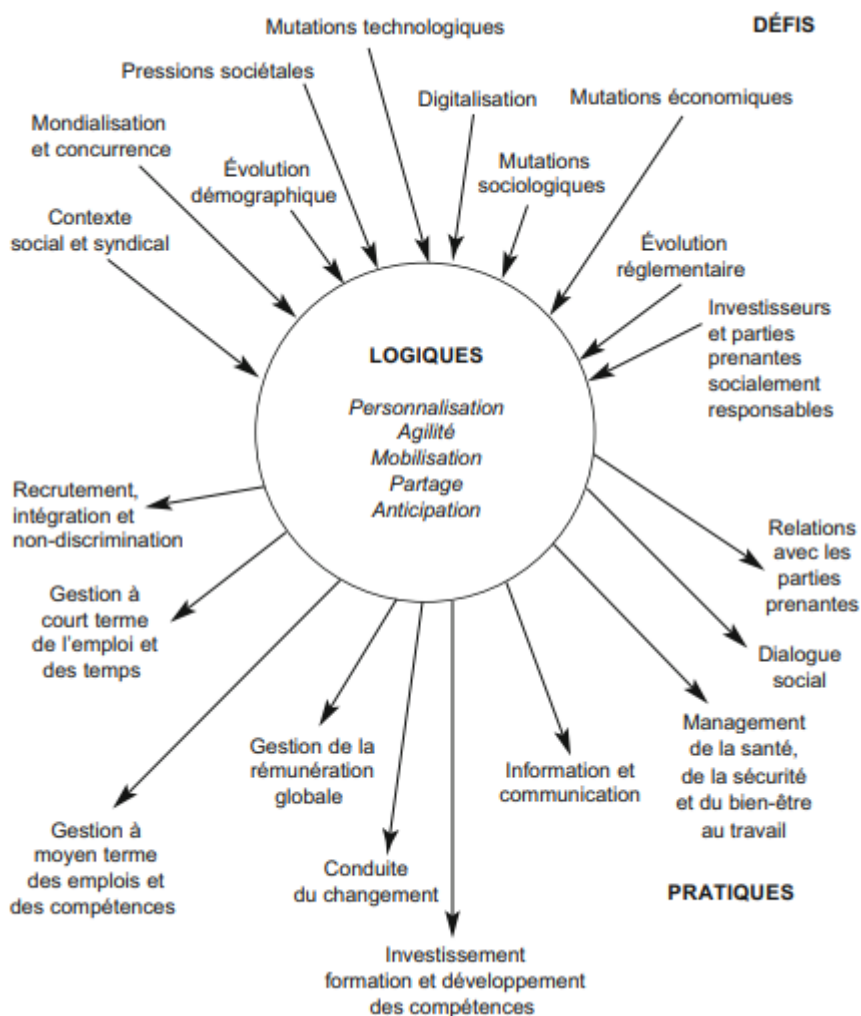 Mutations technologiques
DÉFIS
Pressions sociétales
Digitalisation
Mutations économiques
Mondialisation
et concurrence
Évolution
démographique
Mutations
sociologiques
Contexte
social et syndical
Évolution
réglementaire
Investisseurs
et parties
prenantes
socialement
responsables
LOGIQUES
Personnalisation
Agilité
Mobilisation
Partage
Anticipation
Recrutement,
intégration et
non-discrimination
Relations
avec les
parties
prenantes
Gestion à
court terme
de l'emploi et
des temps
Dialogue
social
Management
de la santé,
de la sécurité
et du bien-être
au travail
Gestion de la
rémunération
globale
Information et
communication
Gestion à
moyen terme
des emplois et
des compétences
Conduite
du changement
PRATIQUES
Investissement
formation et développement
des compétences